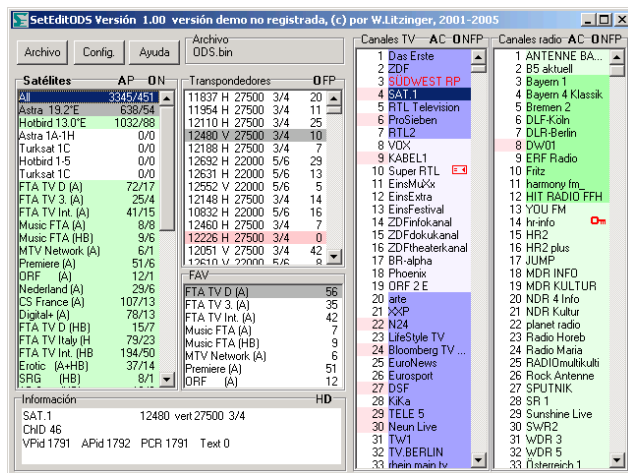 SetEditODS Versión 1.00 versión demo no registrada, (c) por W.Litzinger, 2001-2005
Archivo Config. Ayuda
Archivo
ODS.bin
Satélites AP ON
All 3345/451
Astra 19.2°E 638/54
Hotbird 13.0°E 1032/88
Astra 1A-1H 0/0
Turksat 1C 0/0
Hotbird 1-5 0/0
Turksat 1C 0/0
FTA TV D (A) 72/17
FTA TV 3. (A) 25/4
FTA TV Int. (A) 41/15
Music FTA (A) 8/8
Music FTA (HB) 9/6
MTV Network (A) 6/1
Premiere (A) 51/6
ORF (A) 12/1
Nederland (A) 29/6
CS France (A) 107/13
Digital+ (A) 78/13
FTA TV D (HB) 15/7
FTA TV Italy (H 79/23
FTA TV Int. (HB 194/50
Erotic (A+HB) 37/14
SRG (HB) 8/1
Transpondedores 0FP
11837 H 27500 3/4 20
11954 H 27500 3/4 11
12110 H 27500 3/4 25
12480 V 27500 3/4 10
12188 H 27500 3/4 7
12692 H 22000 5/6 29
12631 H 22000 5/6 13
12552 V 22000 5/6 5
12148 H 27500 3/4 14
10832 H 22000 5/6 16
12460 H 27500 3/4 7
12226 H 27500 3/4 0
12051 V 27500 3/4 42
12610 V 22000 5/6 8
FAV
FTA TV D (A) 56
FTA TV 3. (A) 35
FTA TV Int. (A) 42
Music FTA (A) 7
Music FTA (HB) 9
MTV Network (A) 6
Premiere (A) 51
ORF (A) 12
Canales TV AC ONFP
1 Das Erste
2 ZDF
3 SÜDWEST RP
4 SAT.1
5 RTL Television
6 ProSieben
7 RTL2
8 VOX
9 KABEL1
10 Super RTL
11 EinsMuXx
12 EinsExtra
13 EinsFestival
14 ZDFinfokanal
15 ZDFdokukanal
16 ZDFtheaterkanal
17 BR-alpha
18 Phoenix
19 ORF 2 E
20 arte
21 XXP
22 N24
23 LifeStyle TV
24 Bloomberg TV ...
25 EuroNews
26 Eurosport
27 DSF
28 KiKa
29 TELE 5
30 Neun Live
31 TW1
32 TV.BERLIN
33 rhein main tv
Canales radio AC ONFP
1 ANTENNE BA...
2 B5 aktuell
3 Bayern 1
4 Bayern 4 Klassik
5 Bremen 2
6 DLF-Köln
7 DLR-Berlin
8 DW01
9 ERF Radio
10 Fritz
11 harmony fm_
12 HIT RADIO FFH
13 YOU FM
14 hr-info
15 HR2
16 HR2 plus
17 JUMP
18 MDR INFO
19 MDR KULTUR
20 NDR 4 Info
21 NDR Kultur
22 planet radio
23 Radio Horeb
24 Radio Maria
25 RADIOmultikulti
26 Rock Antenne
27 SPUTNIK
28 SR 1
29 Sunshine Live
30 SWR2
31 WDR 3
32 WDR 5
33 Österreich 1
Información HD
SAT.1 12480 vert 27500 3/4
ChID 46
VPid 1791 APid 1792 PCR 1791 Text 0